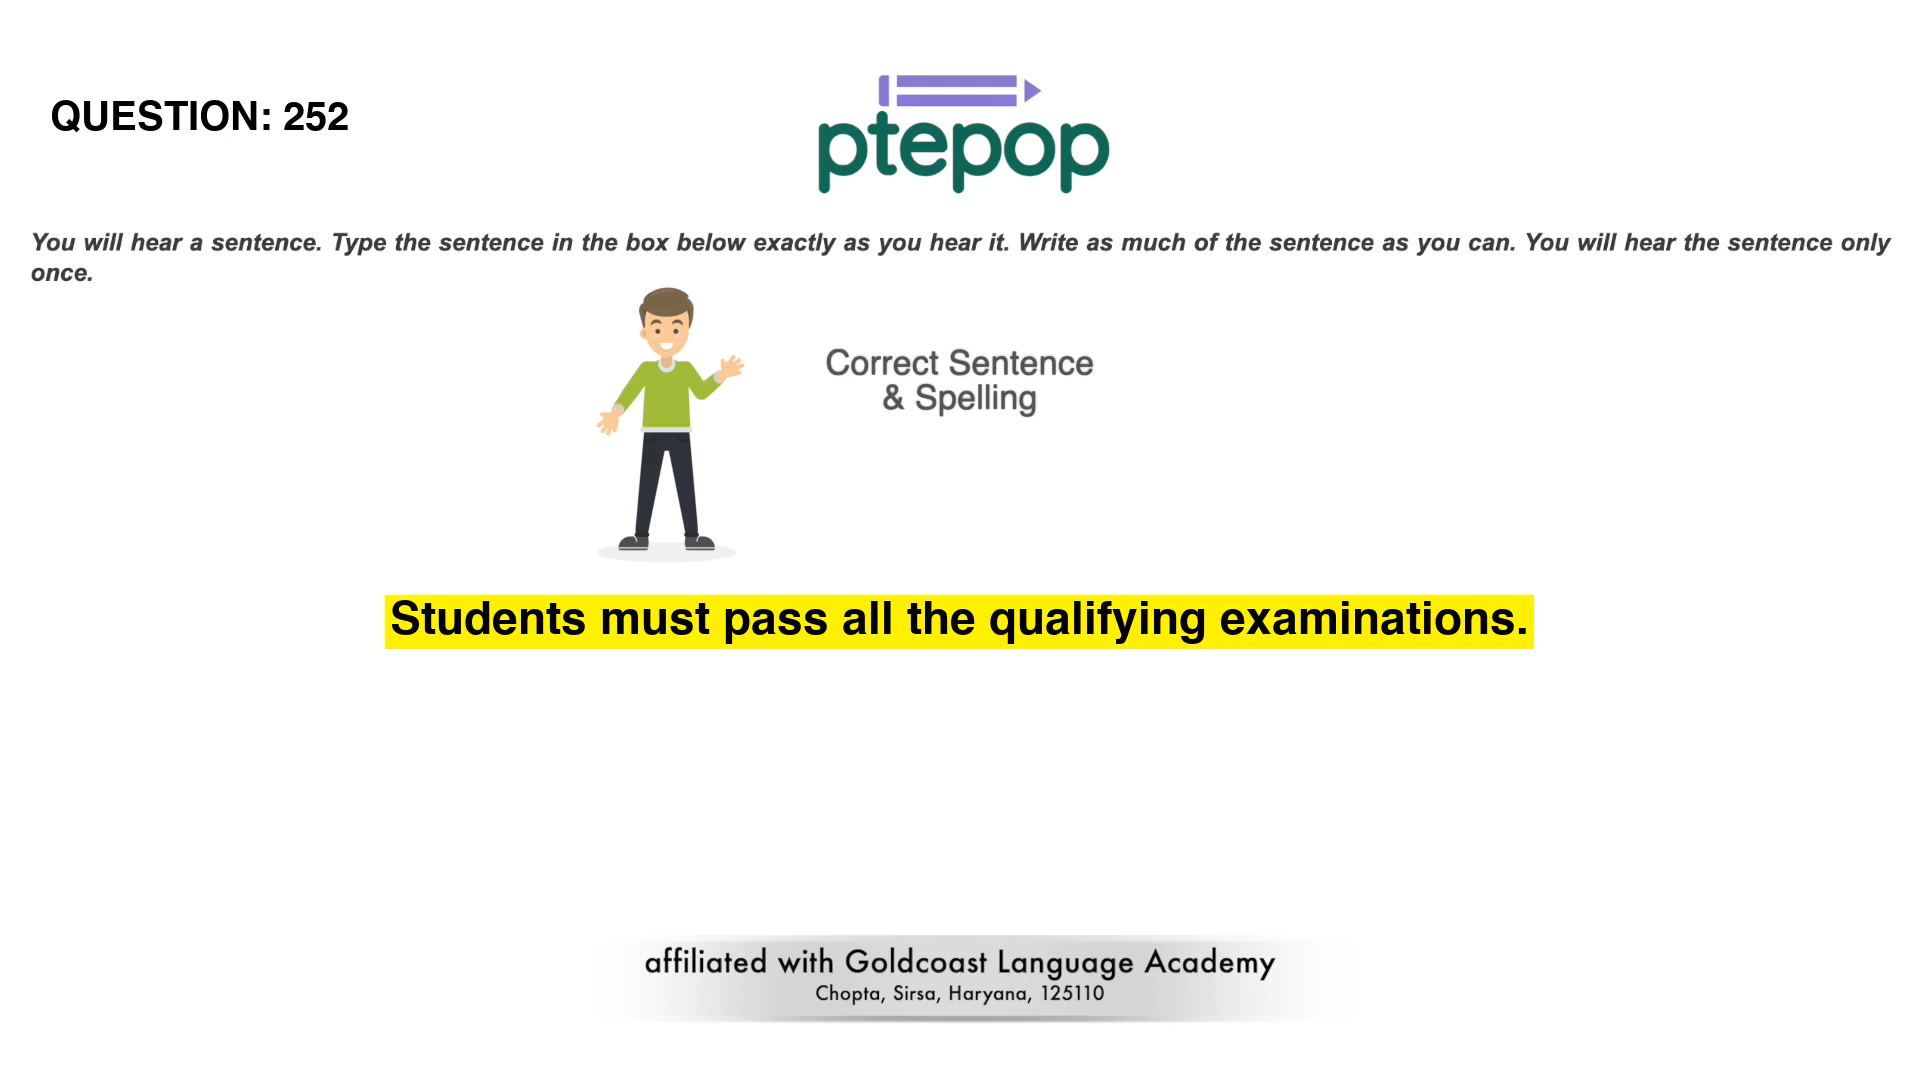 QUESTION: 252
ptepop
You will hear a sentence. Type the sentence in the box below exactly as you hear it. Write as much of the sentence as you can. You will hear the sentence only
once.
Correct Sentence
& Spelling
Students must pass all the qualifying examinations.
affiliated with Goldcoast Language Academy
Chopta, Sirsa, Haryana, 125110